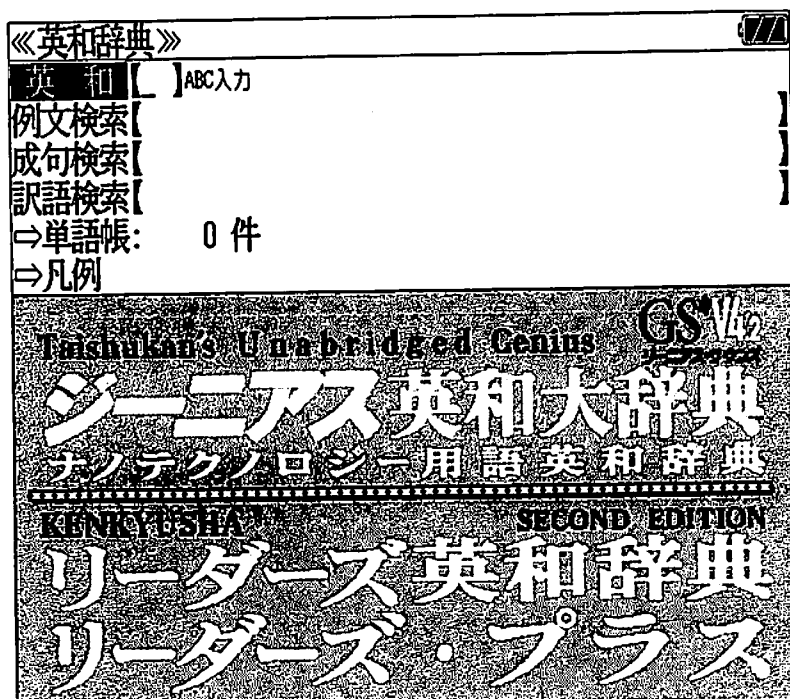 ≪英和辞典≫
英 和【_ 】ABC入力
例文検索【 】
成句検索【 】
訳語検索【 】
⇨単語帳: 0 件
⇨凡例
Taishukan's Unabridged Genius
ジーニアス英和大辞典
ナノテクノロジー用語英和辞典
KENKYUSHA SECOND EDITION
リーダーズ英和辞典
リーダーズ・プラス